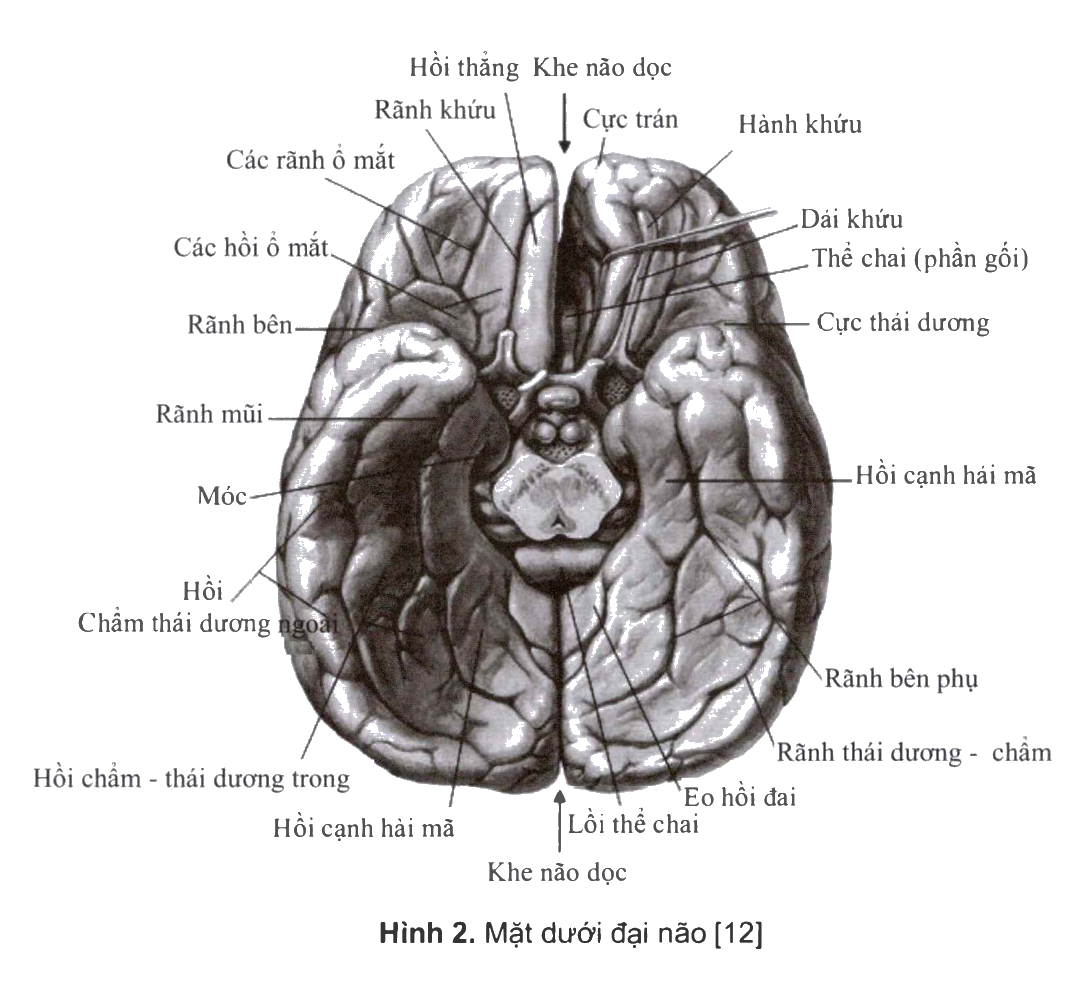 Hồi thẳng Khe não dọc
Rãnh khứu
Cực trán
Hành khứu
Các rãnh ổ mắt
Dải khứu
Các hồi ổ mắt
Thể chai (phần gối)
Rãnh bên
Cực thái dương
Rãnh mũi
Hồi cạnh hải mã
Móc
Hồi
Chẩm thái dương ngoài
Rãnh bên phụ
Rãnh thái dương - chẩm
Hồi chẩm - thái dương trong
Eo hồi đai
Hồi cạnh hải mã
Lồi thể chai
Khe não dọc
Hình 2. Mặt dưới đại não [12]